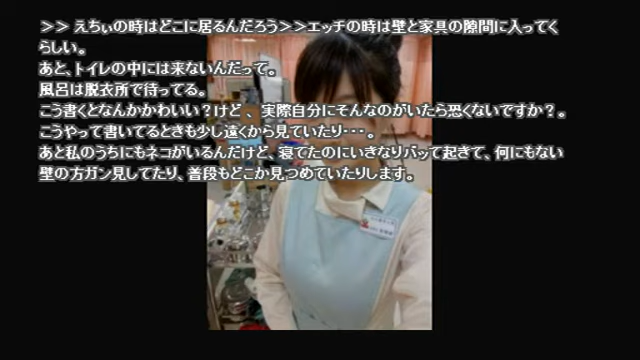 ＞＞ えちぃの時はどこに居るんだろう＞＞エッチの時は壁と家具の隙間に入ってく
らしい。
あと、トイレの中には来ないんだって。
風呂は脱衣所で待ってる。
こう書くとなんかかわいい？けど 、 実際自分にそんなのがいたら恐くないですか？。
こうやって書いてるときも少し遠くから見ていたり・・・。
あと私のうちにもネコがいるんだけど、寝てたのにいきなりバッて起きて、何にもない
壁の方ガン見してたり、普段もどこか見つめていたりします。